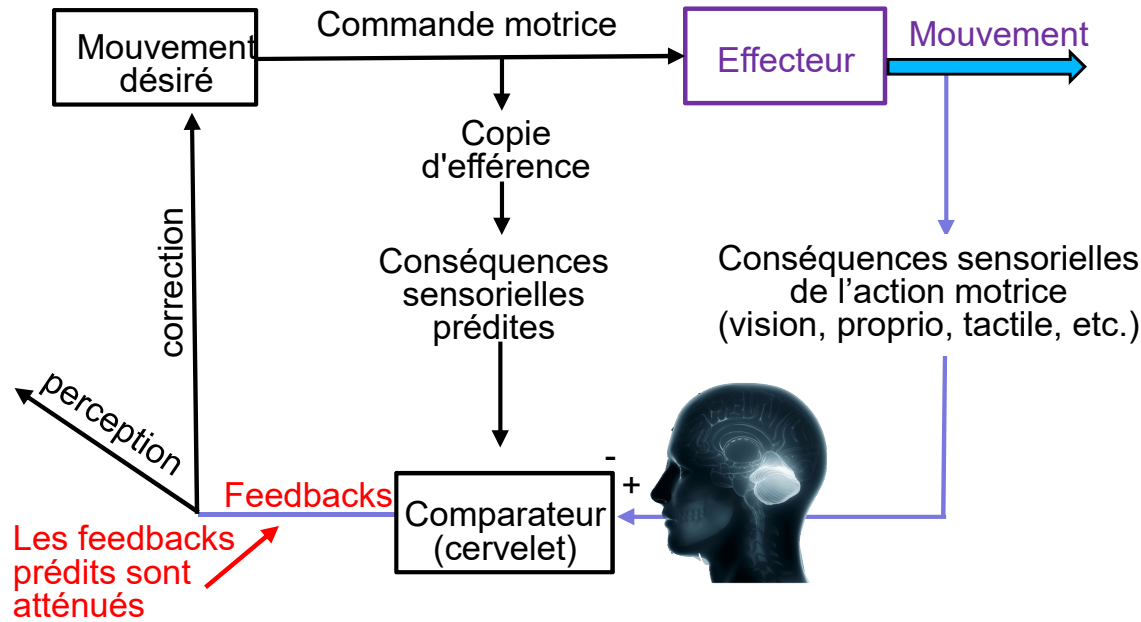 Commande motrice
Mouvement
désiré
Effecteur
Mouvement
Copie
d'efférence
Conséquences
sensorielles
prédites
Conséquences sensorielles
de l’action motrice
(vision, proprio, tactile, etc.)
correction
perception
-
+
Feedbacks
Comparateur
(cervelet)
Les feedbacks
prédits sont
atténués